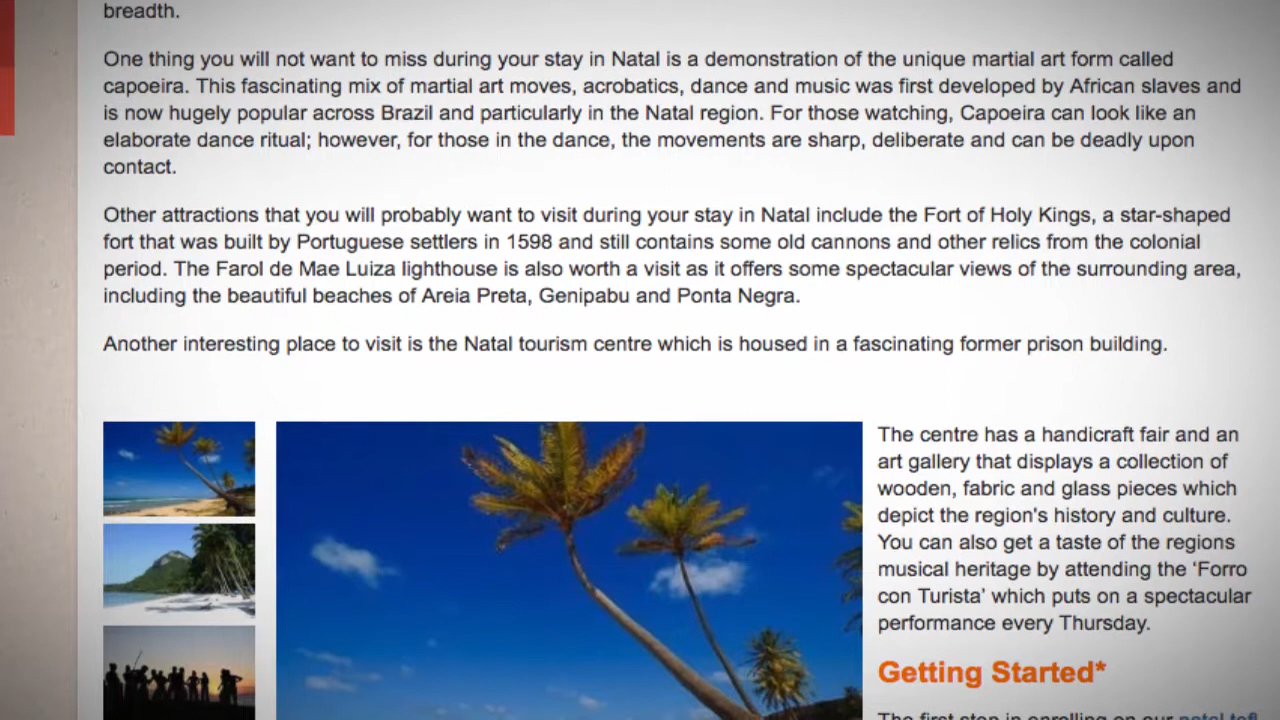 breadth.
One thing you will not want to miss during your stay in Natal is a demonstration of the unique martial art form called
capoeira. This fascinating mix of martial art moves, acrobatics, dance and music was first developed by African slaves and
is now hugely popular across Brazil and particularly in the Natal region. For those watching, Capoeira can look like an
elaborate dance ritual; however, for those in the dance, the movements are sharp, deliberate and can be deadly upon
contact.
Other attractions that you will probably want to visit during your stay in Natal include the Fort of Holy Kings, a star-shaped
fort that was built by Portuguese settlers in 1598 and still contains some old cannons and other relics from the colonial
period. The Farol de Mae Luiza lighthouse is also worth a visit as it offers some spectacular views of the surrounding area,
including the beautiful beaches of Areia Preta, Genipabu and Ponta Negra.
Another interesting place to visit is the Natal tourism centre which is housed in a fascinating former prison building.
The centre has a handicraft fair and an
art gallery that displays a collection of
wooden, fabric and glass pieces which
depict the region's history and culture.
You can also get a taste of the regions
musical heritage by attending the ‘Forro
con Turista’ which puts on a spectacular
performance every Thursday.
Getting Started*
The first step in enrolling on our natal tefl